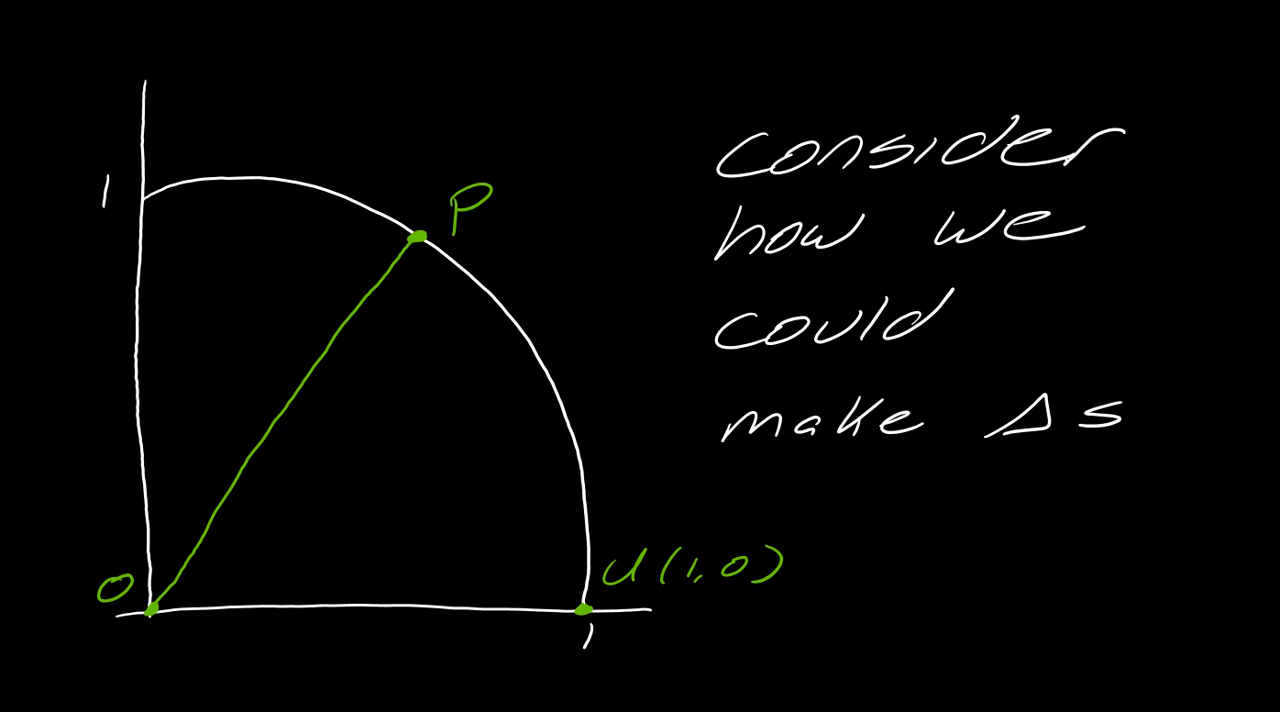 consider
1
P
how we
could
make Δs
O
U(1,0)
1